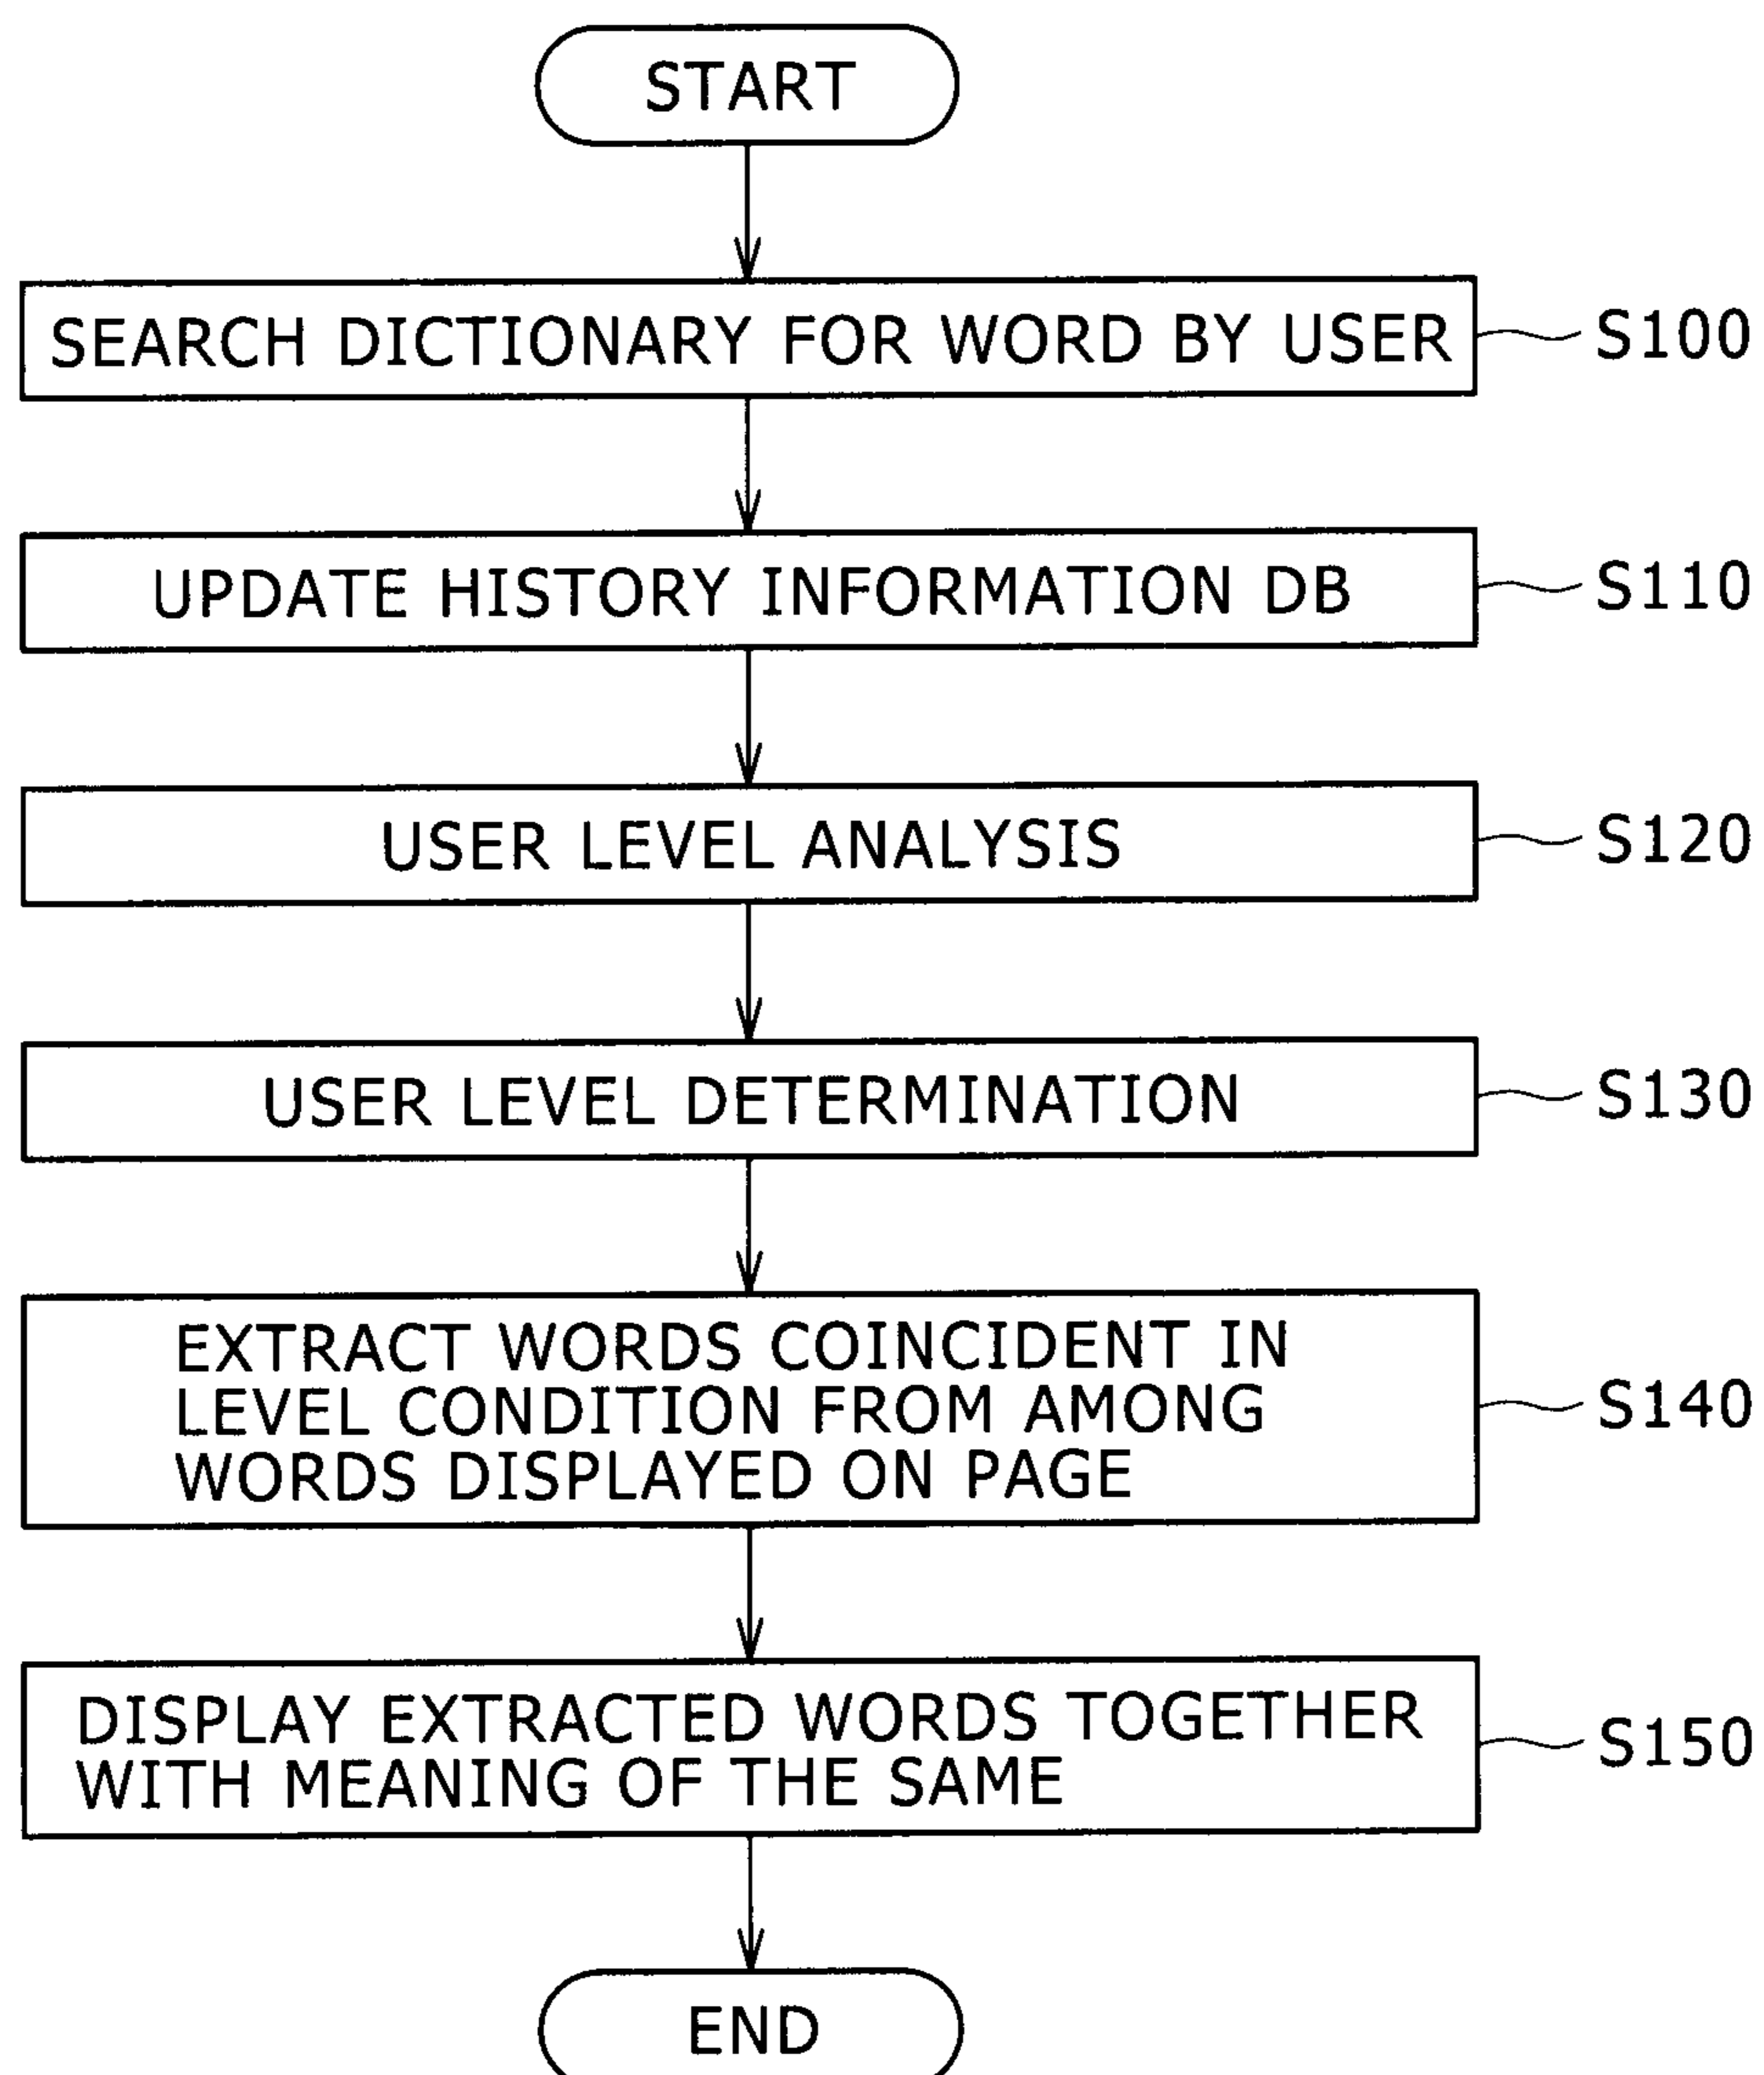 START
SEARCH DICTIONARY FOR WORD BY USER
S100
UPDATE HISTORY INFORMATION DB
S110
USER LEVEL ANALYSIS
S120
USER LEVEL DETERMINATION
S130
EXTRACT WORDS COINCIDENT IN
LEVEL CONDITION FROM AMONG
WORDS DISPLAYED ON PAGE
S140
DISPLAY EXTRACTED WORDS TOGETHER
WITH MEANING OF THE SAME
S150
END